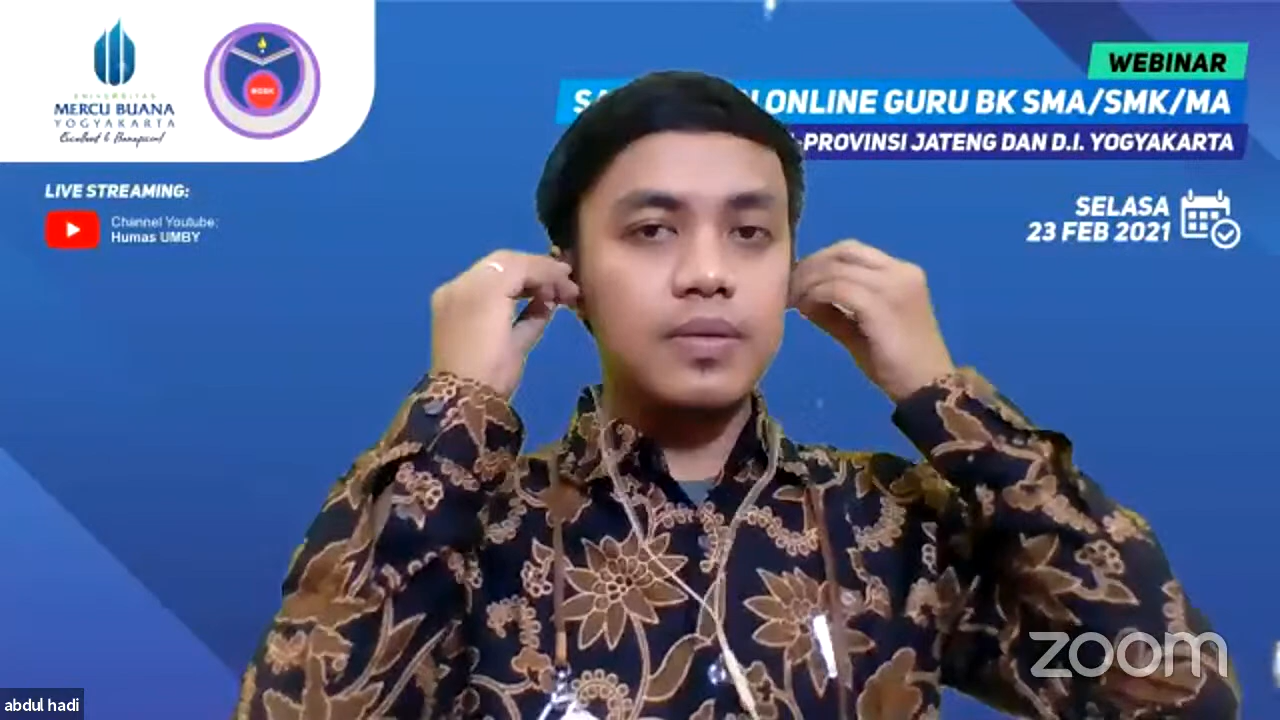 UNIVERSITAS
MERCU BUANA
YOGYAKARTA
Excellent & Humanism!
LIVE STREAMING:
Channel Youtube:
Humas UMBY
WEBINAR
ONLINE GURU BK SMA/SMK/MA
PROVINSI JATENG DAN D.I. YOGYAKARTA
SELASA
23 FEB 2021
zoom
abdul hadi